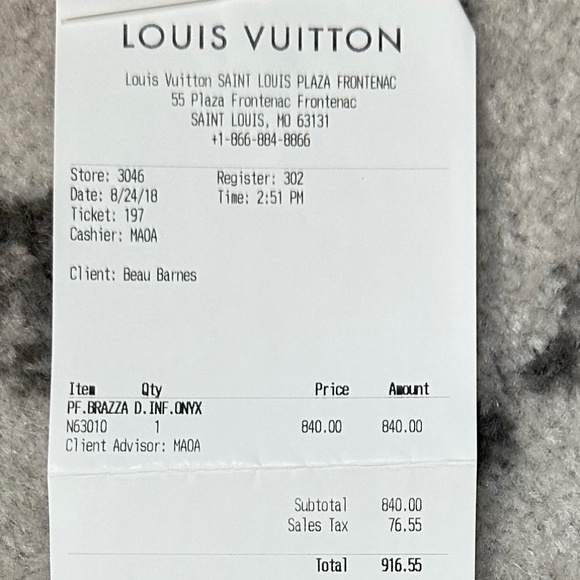 LOUIS VUITTON
Louis Vuitton SAINT LOUIS PLAZA FRONTENAC
55 Plaza Frontenac Frontenac
SAINT LOUIS, MO 63131
+1-866-884-8866
Store: 3046 Register: 302
Date: 8/24/18 Time: 2:51 PM
Ticket: 197
Cashier: MAOA
Client: Beau Barnes
Item Qty Price Amount
PF.BRAZZA D.INF.ONYX
N63010 1 840.00 840.00
Client Advisor: MAOA
Subtotal 840.00
Sales Tax 76.55
Total 916.55